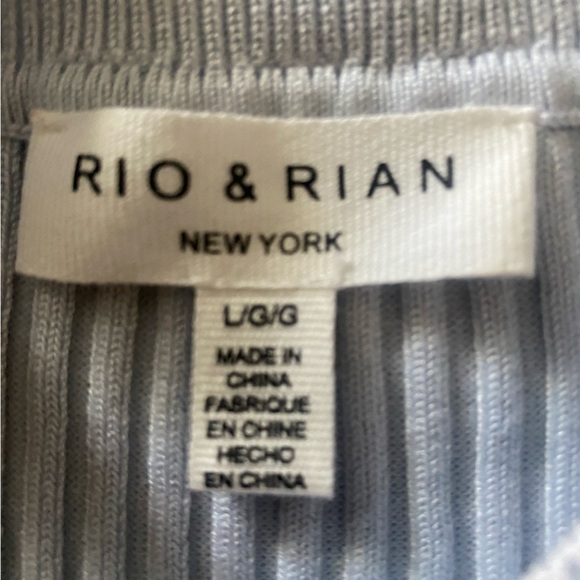 RIO & RIAN
NEW YORK
L/G/G
MADE IN
CHINA
FABRIQUE
EN CHINE
HECHO
EN CHINA